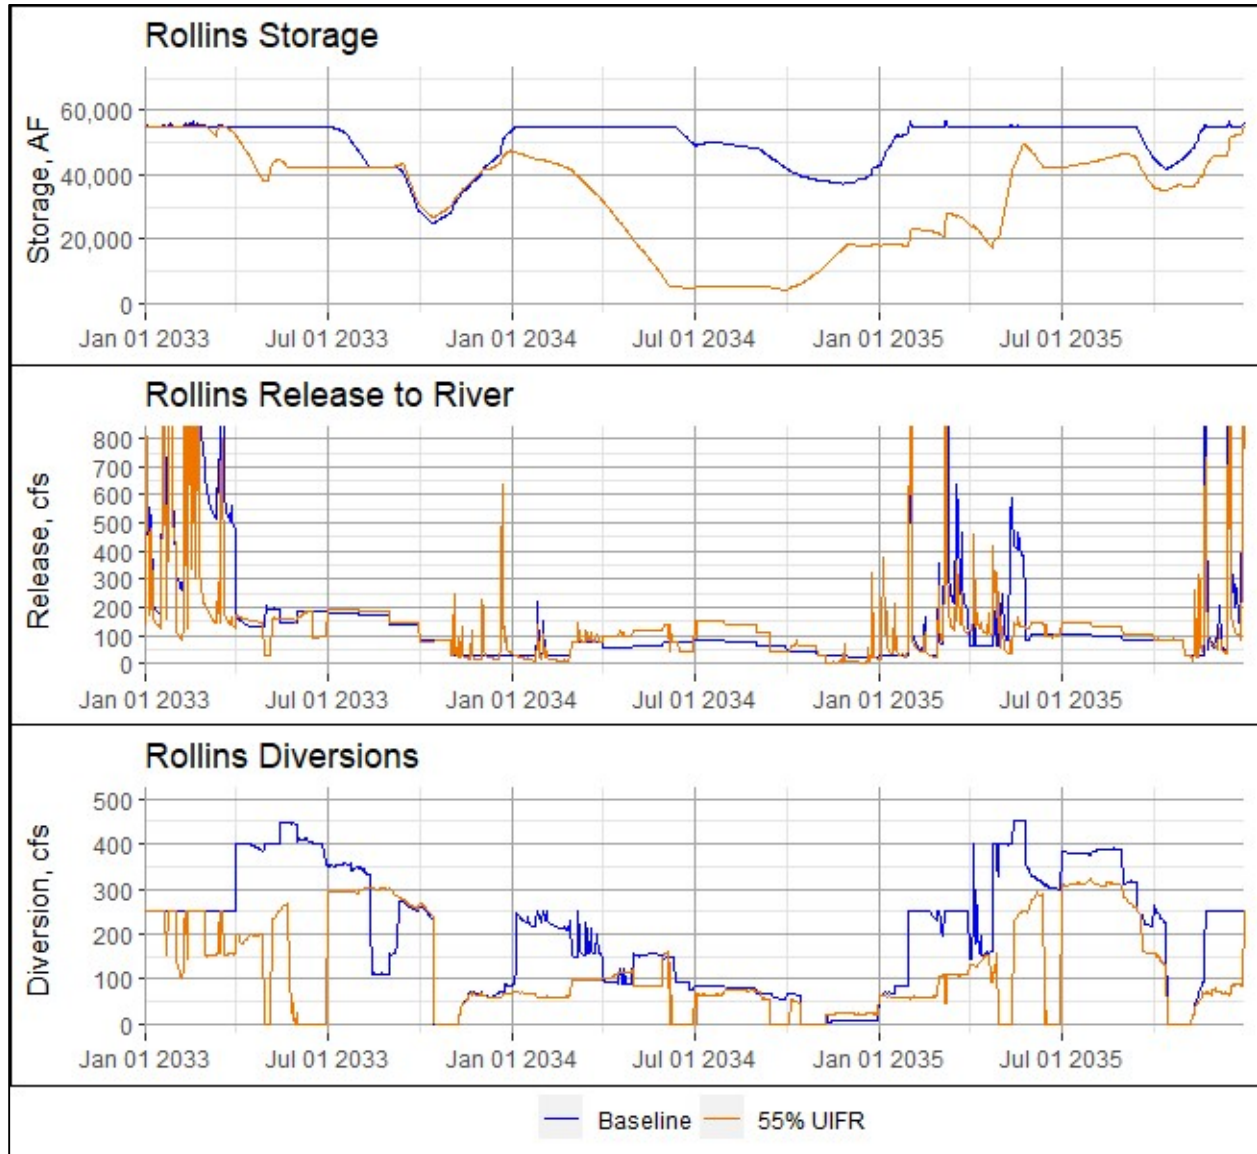 Rollins Storage
Storage, AF
60,000
40,000
20,000
0
Jan 01 2033 Jul 01 2033 Jan 01 2034 Jul 01 2034 Jan 01 2035 Jul 01 2035
Rollins Release to River
Release, cfs
800
700
600
500
400
300
200
100
0
Jan 01 2033 Jul 01 2033 Jan 01 2034 Jul 01 2034 Jan 01 2035 Jul 01 2035
Rollins Diversions
Diversion, cfs
500
400
300
200
100
0
Jan 01 2033 Jul 01 2033 Jan 01 2034 Jul 01 2034 Jan 01 2035 Jul 01 2035
Baseline 55% UIFR